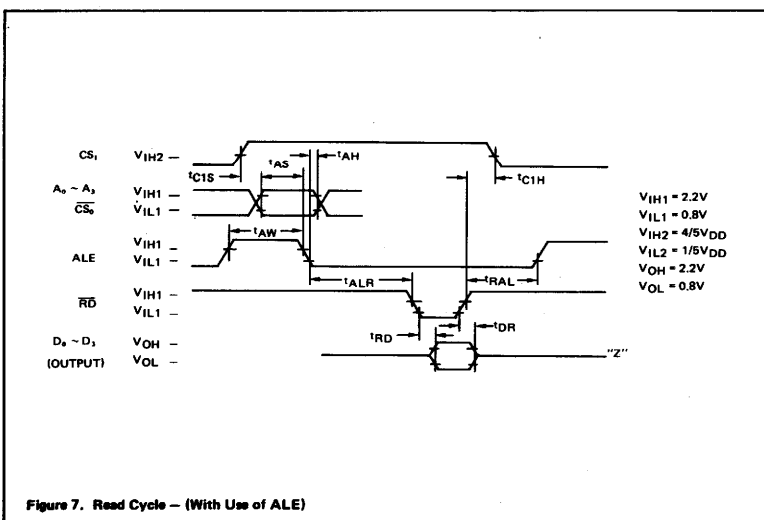 CS₁ VIH2 –
tAS
tAH
tC1S
tC1H
A₀ ~ A₃ VIH1 –
C̅S̅₀̅ VIL1 –
tAW
ALE VIH1 –
VIL1 –
tALR
tRAL
R̅D̅ VIH1 –
VIL1 –
tRD
tDR
D₀ ~ D₃ VOH –
(OUTPUT) VOL –
"Z"
VIH1 = 2.2V
VIL1 = 0.8V
VIH2 = 4/5VDD
VIL2 = 1/5VDD
VOH = 2.2V
VOL = 0.8V
Figure 7. Read Cycle – (With Use of ALE)